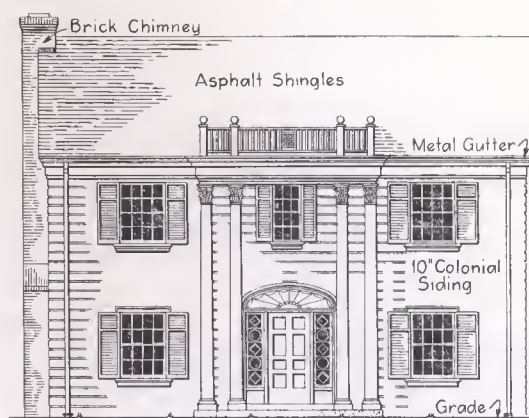 Brick Chimney
Asphalt Shingles
Metal Gutter
10" Colonial
Siding
Grade